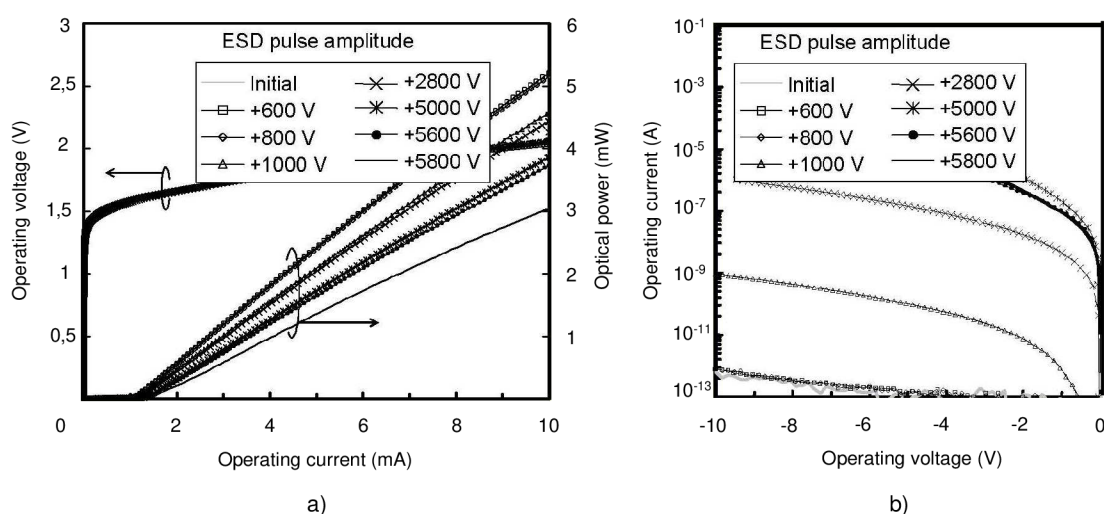 ESD pulse amplitude
Initial
+600 V
+800 V
+1000 V
+2800 V
+5000 V
+5600 V
+5800 V
3
2,5
2
1,5
1
0,5
Operating voltage (V)
6
5
4
3
2
1
Optical power (mW)
0 2 4 6 8 10
Operating current (mA)
a)
ESD pulse amplitude
Initial
+600 V
+800 V
+1000 V
+2800 V
+5000 V
+5600 V
+5800 V
10-1
10-3
10-5
10-7
10-9
10-11
10-13
Operating current (A)
-10 -8 -6 -4 -2 0
Operating voltage (V)
b)